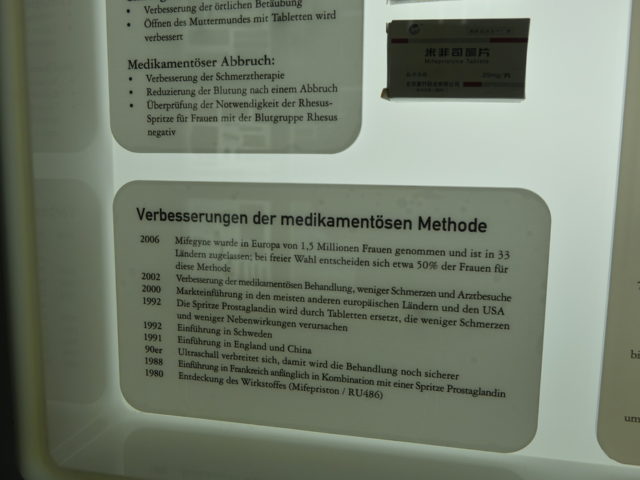 Verbesserung der örtlichen Betäubung
Öffnen des Muttermundes mit Tabletten wird
verbessert
Medikamentöser Abbruch:
• Verbesserung der Schmerztherapie
• Reduzierung der Blutung nach einem Abbruch
• Überprüfung der Notwendigkeit der Rhesus-
Spritze für Frauen mit der Blutgruppe Rhesus
negativ
米非司酮片
Mifepristone Tablets
Verbesserungen der medikamentösen Methode
2006 Mifegyne wurde in Europa von 1,5 Millionen Frauen genommen und ist in 33
Ländern zugelassen; bei freier Wahl entscheiden sich etwa 50% der Frauen für
diese Methode
2002 Verbesserung der medikamentösen Behandlung, weniger Schmerzen und Arztbesuche
2000 Markteinführung in den meisten anderen europäischen Ländern und den USA
1992 Die Spritze Prostaglandin wird durch Tabletten ersetzt, die weniger Schmerzen
und weniger Nebenwirkungen verursachen
1992 Einführung in Schweden
1991 Einführung in England und China
90er Ultraschall verbreitet sich, damit wird die Behandlung noch sicherer
1988 Einführung in Frankreich anfänglich in Kombination mit einer Spritze Prostaglandin
1980 Entdeckung des Wirkstoffes (Mifepriston / RU486)
bi
um